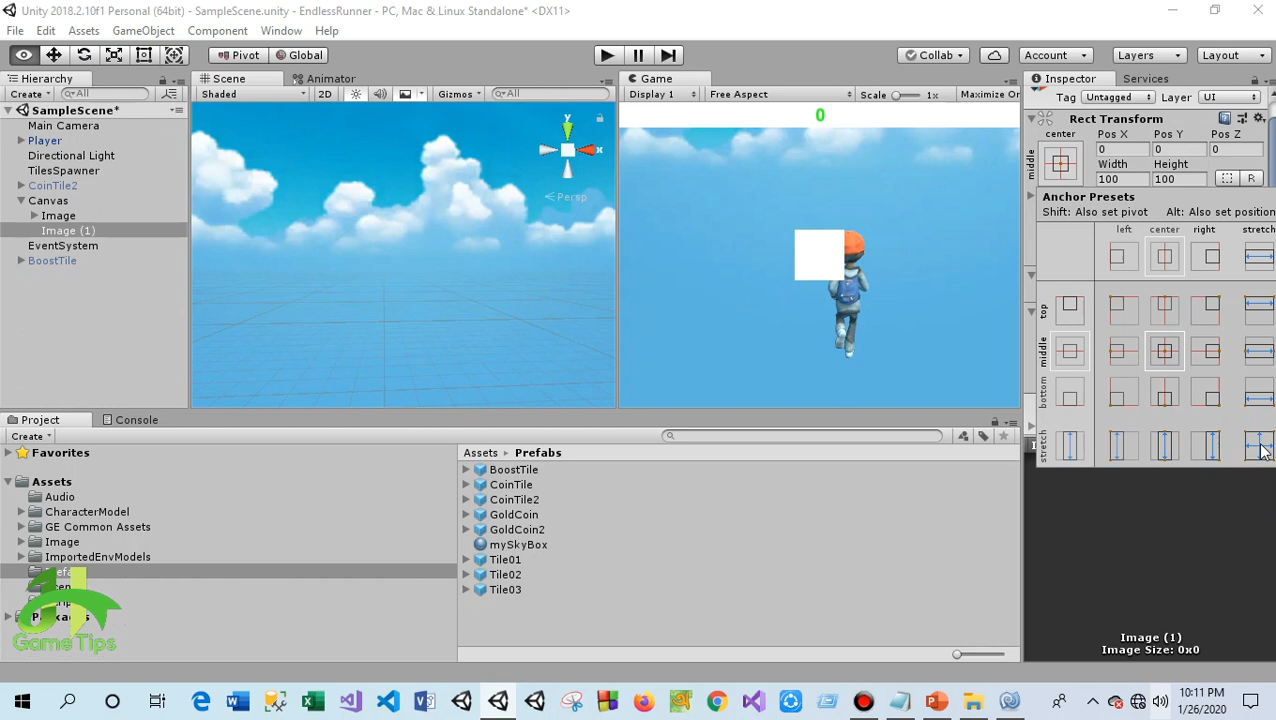 Unity 2018.2.10f1 Personal (64bit) - SampleScene.unity - EndlessRunner - PC, Mac & Linux Standalone* <DX11>
File Edit Assets GameObject Component Window Help
Pivot Global Collab Account Layers Layout
Hierarchy Scene Animator Game Inspector Services
Create All Shaded 2D Gizmos All Display 1 Free Aspect Scale 1x Maximize On
Tag Untagged Layer UI
SampleScene*
Main Camera
Player
Directional Light
TilesSpawner
CoinTile2
Canvas
Image
Image (1)
EventSystem
BoostTile
y
x
Persp
0
Rect Transform
center Pos X Pos Y Pos Z
middle 0 0 0
Width Height
100 100 R
Anchor Presets
Shift: Also set pivot Alt: Also set position
left center right stretch
top
middle
bottom
stretch
Project Console
Create
Favorites
Assets
Audio
CharacterModel
GE Common Assets
Image
ImportedEnvModels
Assets Prefabs
BoostTile
CoinTile
CoinTile2
GoldCoin
GoldCoin2
mySkyBox
Tile01
Tile02
Tile03
GameTips
Image (1)
Image Size: 0x0
10:11 PM
1/26/2020